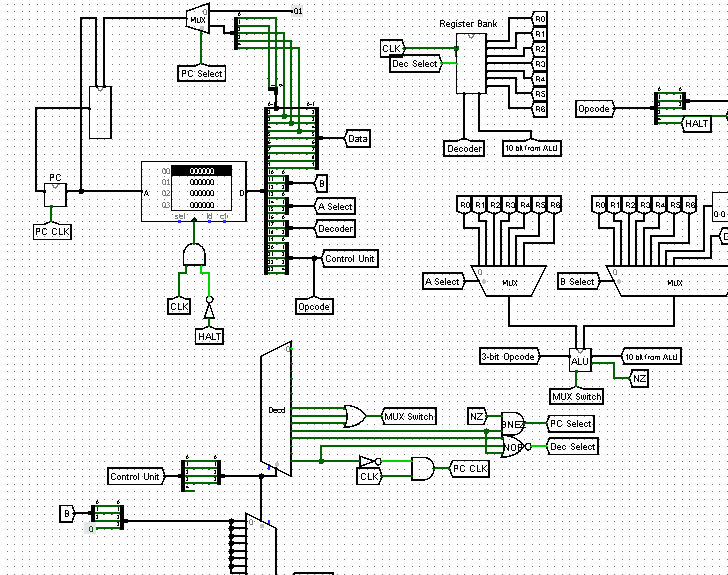 Register Bank
01
MUX
R0
R1
R2
R3
R4
R5
R6
CLK
Dec Select
PC Select
Opcode
HALT
Data
Decoder
10 bit from ALU
PC
A
D
00 000000
01 000000
02 000000
03 000000
sel ld clr
B
A Select
Decoder
PC CLK
Control Unit
R0 R1 R2 R3 R4 R5 R6
R0 R1 R2 R3 R4 R5 R6
A Select
MUX
B Select
MUX
CLK
Opcode
HALT
3-bit Opcode
ALU
10 bit from ALU
NZ
MUX Switch
Decd
MUX Switch
NZ
BNEZ
PC Select
NOP
Dec Select
Control Unit
CLK
PC CLK
B
0